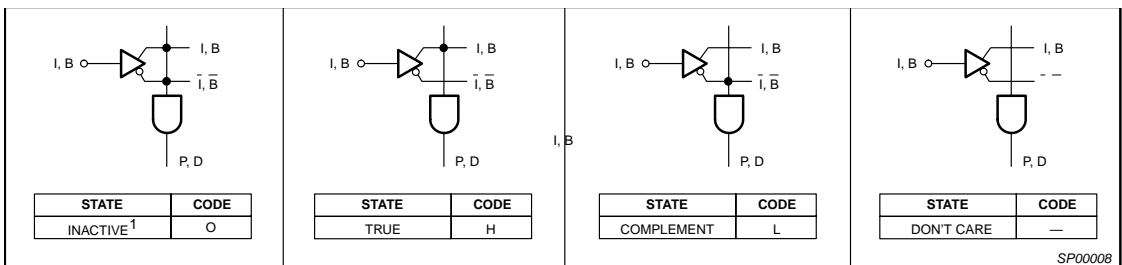 I, B
I, B
I̅, B̅
P, D
STATE CODE
INACTIVE1 O
I, B
I, B
I̅, B̅
P, D
STATE CODE
TRUE H
I, B
I, B
I, B
I̅, B̅
P, D
STATE CODE
COMPLEMENT L
I, B
I, B
P, D
STATE CODE
DON'T CARE —
SP00008